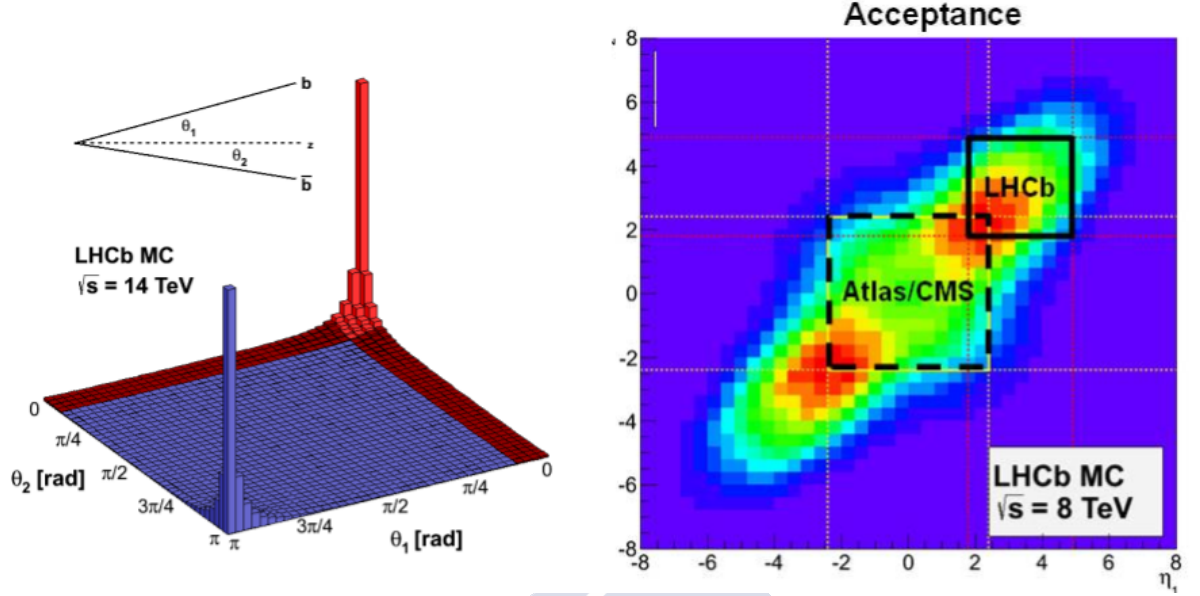 b
θ1
z
θ2
b̄
LHCb MC
√s = 14 TeV
0
π/4
θ2 [rad]
π/2
3π/4
π
π
3π/4
π/2
π/4
0
θ1 [rad]
Acceptance
8
6
4
2
0
-2
-4
-6
-8
LHCb
Atlas/CMS
LHCb MC
√s = 8 TeV
-8 -6 -4 -2 0 2 4 6 8
η1